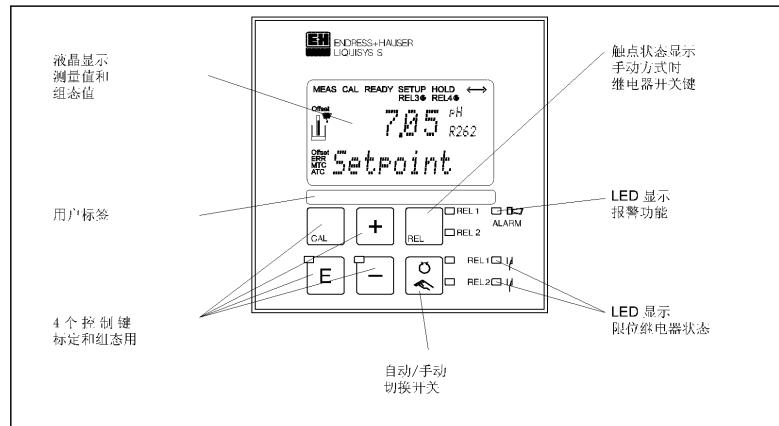 ENDRESS+HAUSER
LIQUISYS S
液晶显示
测量值和
组态值
触点状态显示
手动方式时
继电器开关键
MEAS CAL READY SETUP HOLD
REL3 REL4
Offset
7.05 pH
R262
Offset
ERR
MTC
ATC
Setpoint
用户标签
CAL
+
REL
REL 1
REL 2
ALARM
LED 显示
报警功能
E
−
REL1
REL2
4个控制键
标定和组态用
自动/手动
切换开关
LED 显示
限位继电器状态